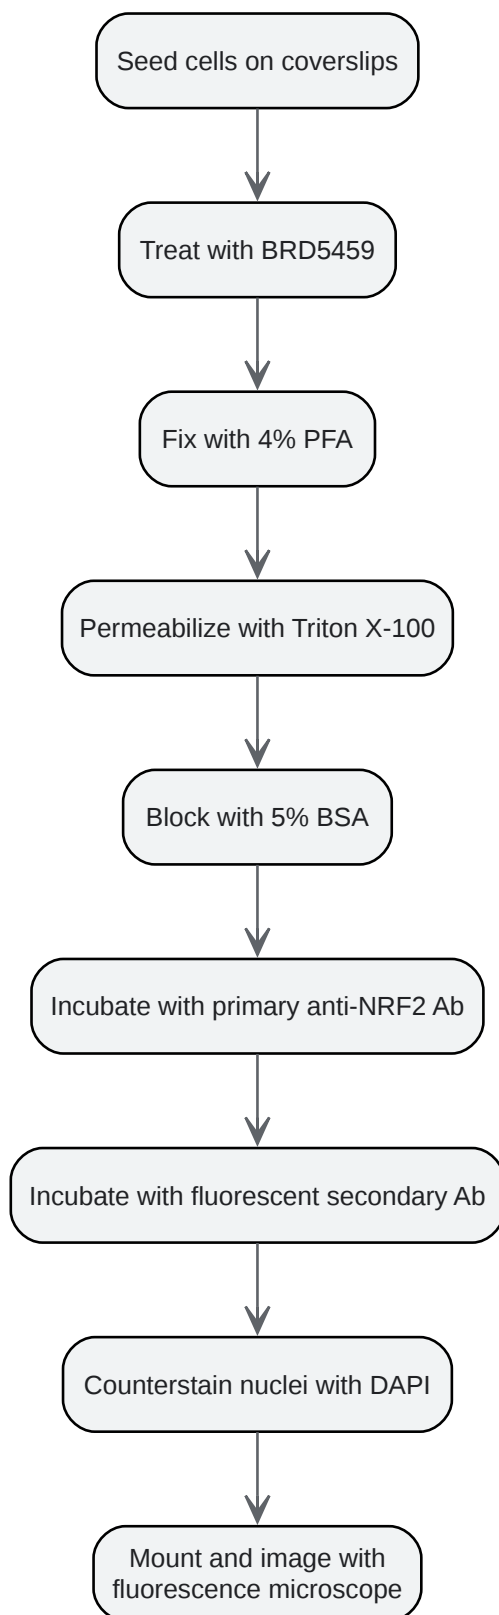 Seed cells on coverslips
Treat with BRD5459
Fix with 4% PFA
Permeabilize with Triton X-100
Block with 5% BSA
Incubate with primary anti-NRF2 Ab
Incubate with fluorescent secondary Ab
Counterstain nuclei with DAPI
Mount and image with
fluorescence microscope